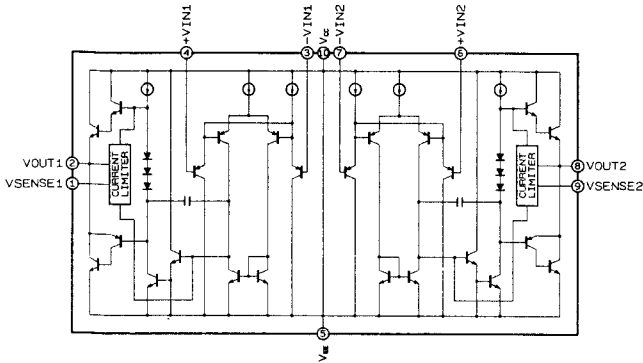 +VIN1
-VIN1
Vcc
-VIN2
+VIN2
4
3
10
7
6
VOUT1 2
VSENSE1 1
CURRENT LIMITER
CURRENT LIMITER
8 VOUT2
9 VSENSE2
5
VEE